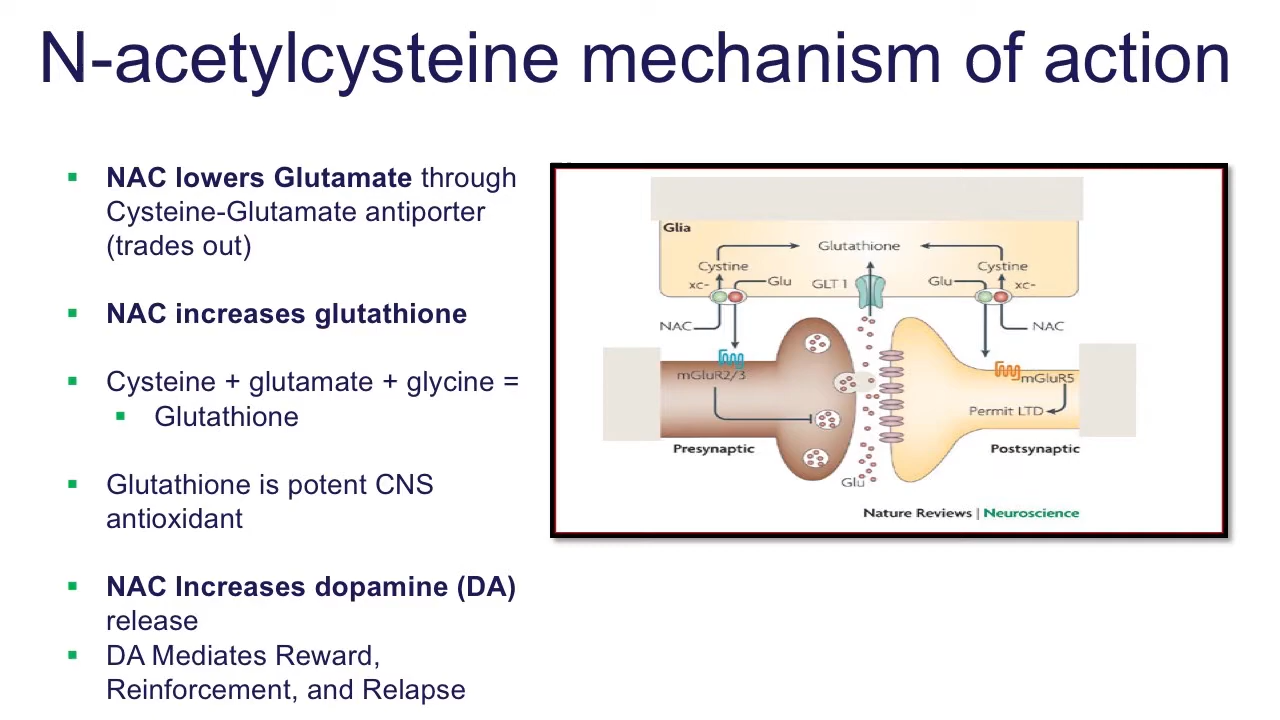 N-acetylcysteine mechanism of action
NAC lowers Glutamate through
Cysteine-Glutamate antiporter
(trades out)
NAC increases glutathione
Cysteine + glutamate + glycine =
Glutathione
Glutathione is potent CNS
antioxidant
NAC Increases dopamine (DA)
release
DA Mediates Reward,
Reinforcement, and Relapse
Glia
Glutathione
Cystine
Cystine
xc-
Glu
GLT 1
Glu
xc-
NAC
NAC
mGluR2/3
mGluR5
Permit LTD
Presynaptic
Postsynaptic
Glu
Nature Reviews | Neuroscience